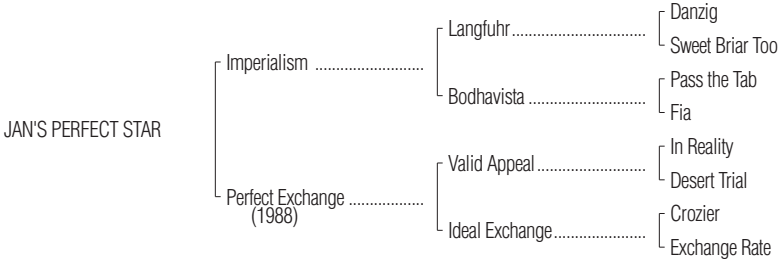 Danzig
Langfuhr..............................
Sweet Briar Too
Imperialism ..........................
Pass the Tab
Bodhavista ...........................
Fia
JAN'S PERFECT STAR
In Reality
Valid Appeal.........................
Desert Trial
Perfect Exchange ..................
(1988)
Crozier
Ideal Exchange.....................
Exchange Rate